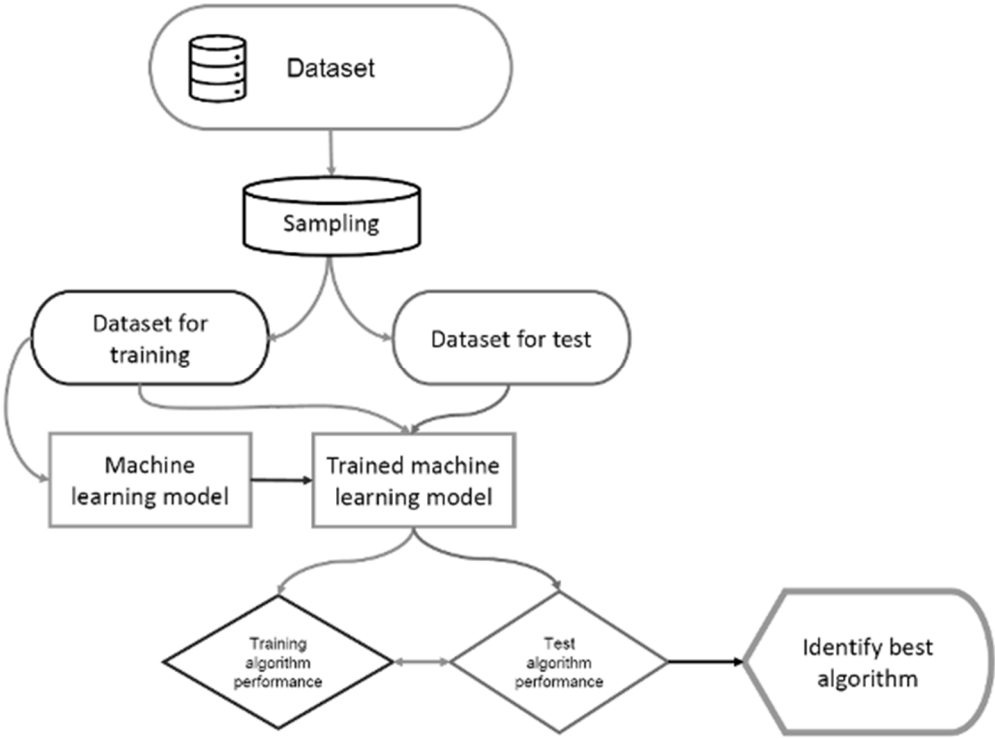 Dataset
Sampling
Dataset for
training
Dataset for test
Machine
learning model
Trained machine
learning model
Training
algorithm
performance
Test
algorithm
performance
Identify best
algorithm